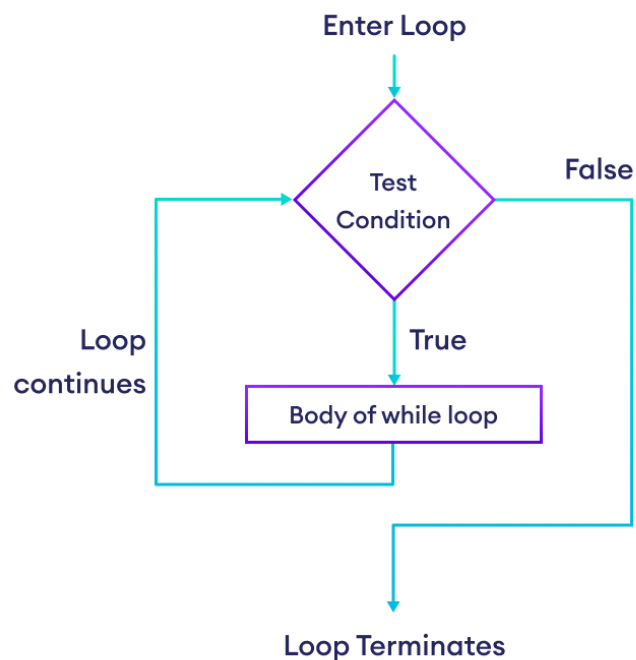 Enter Loop
False
Test
Condition
Loop
continues
True
Body of while loop
Loop Terminates